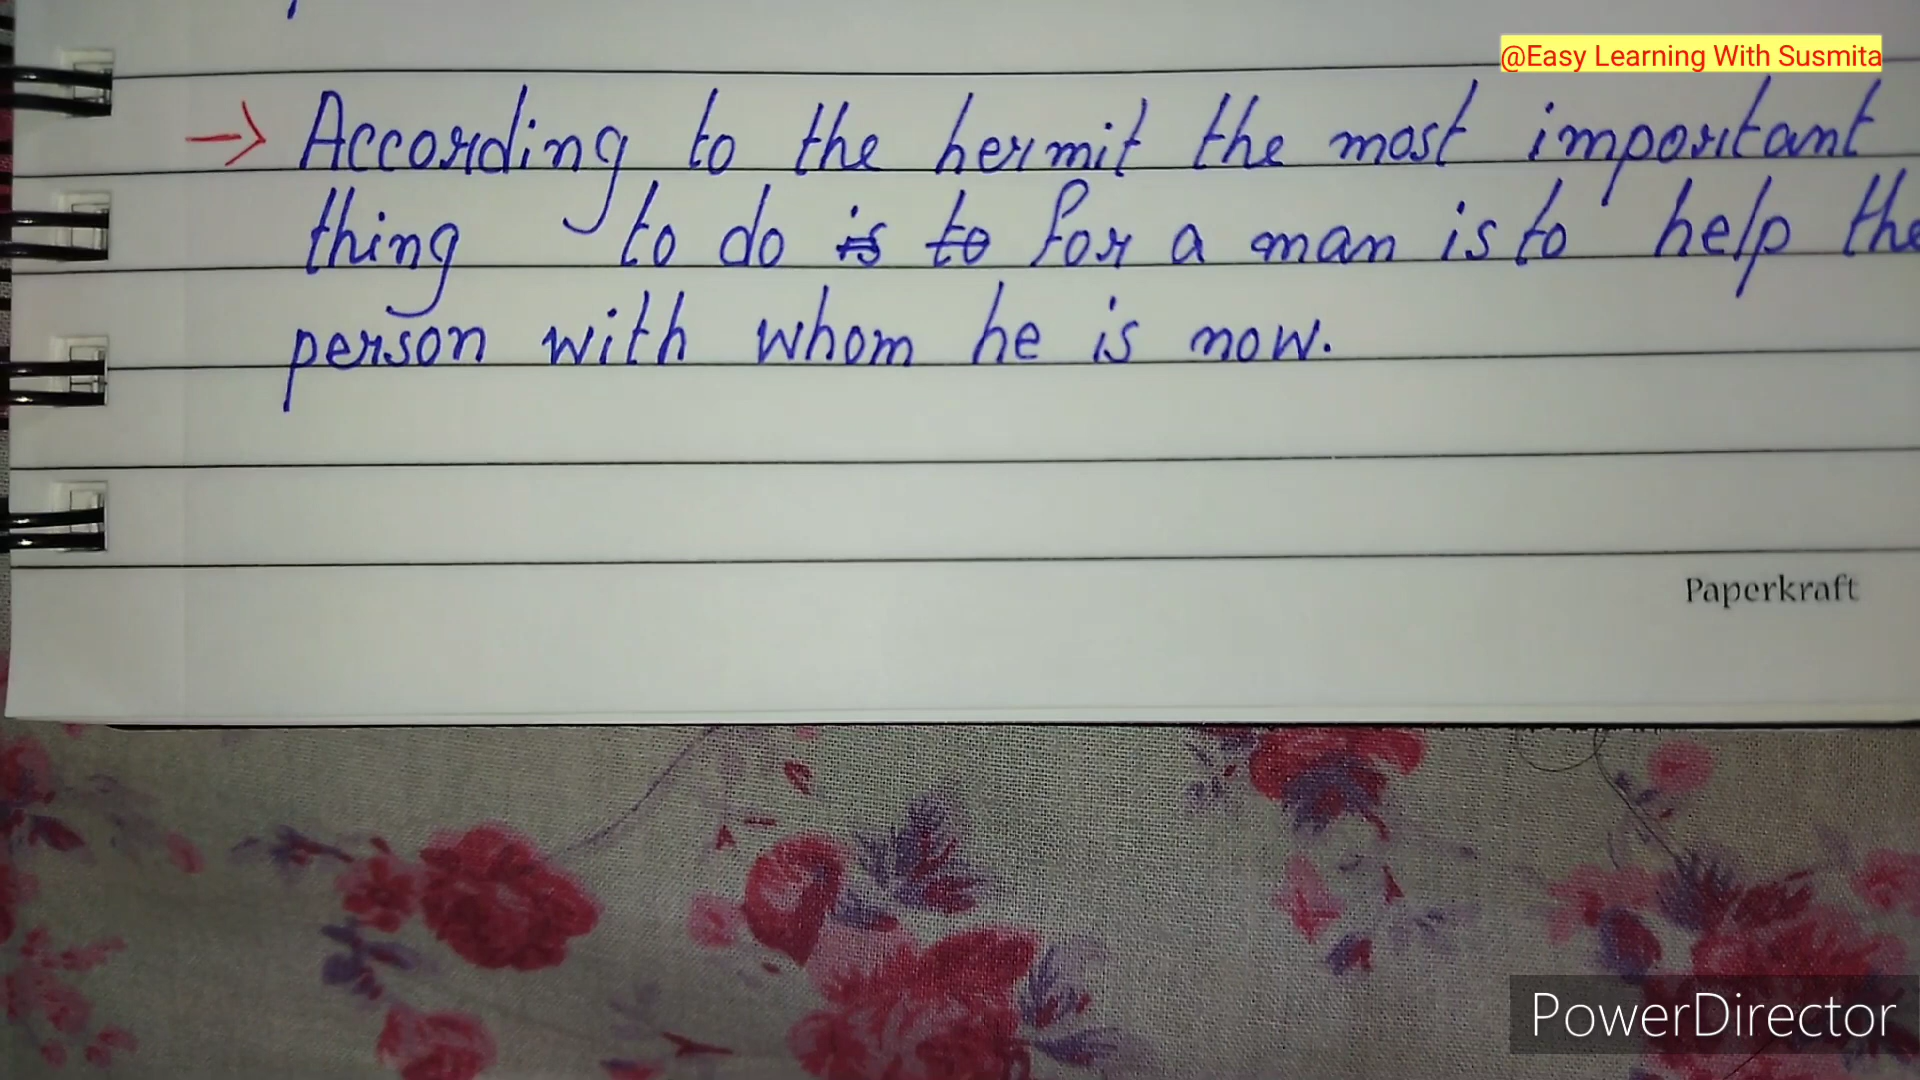 @Easy Learning With Susmita
→ According to the hermit the most important
thing to do is to for a man is to help the
person with whom he is now.
Paperkraft
PowerDirector